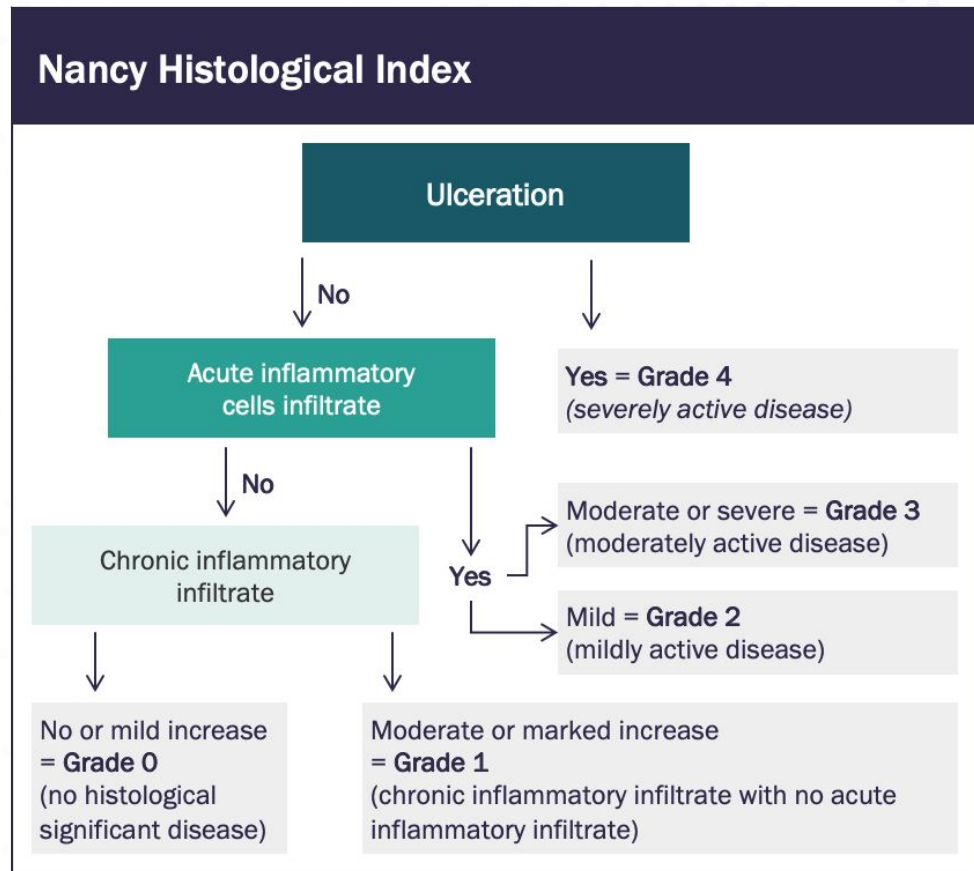 Nancy Histological Index
Ulceration
No
Acute inflammatory
cells infiltrate
Yes = Grade 4
(severely active disease)
No
Chronic inflammatory
infiltrate
Yes
Moderate or severe = Grade 3
(moderately active disease)
Mild = Grade 2
(mildly active disease)
No or mild increase
= Grade 0
(no histological
significant disease)
Moderate or marked increase
= Grade 1
(chronic inflammatory infiltrate with no acute
inflammatory infiltrate)